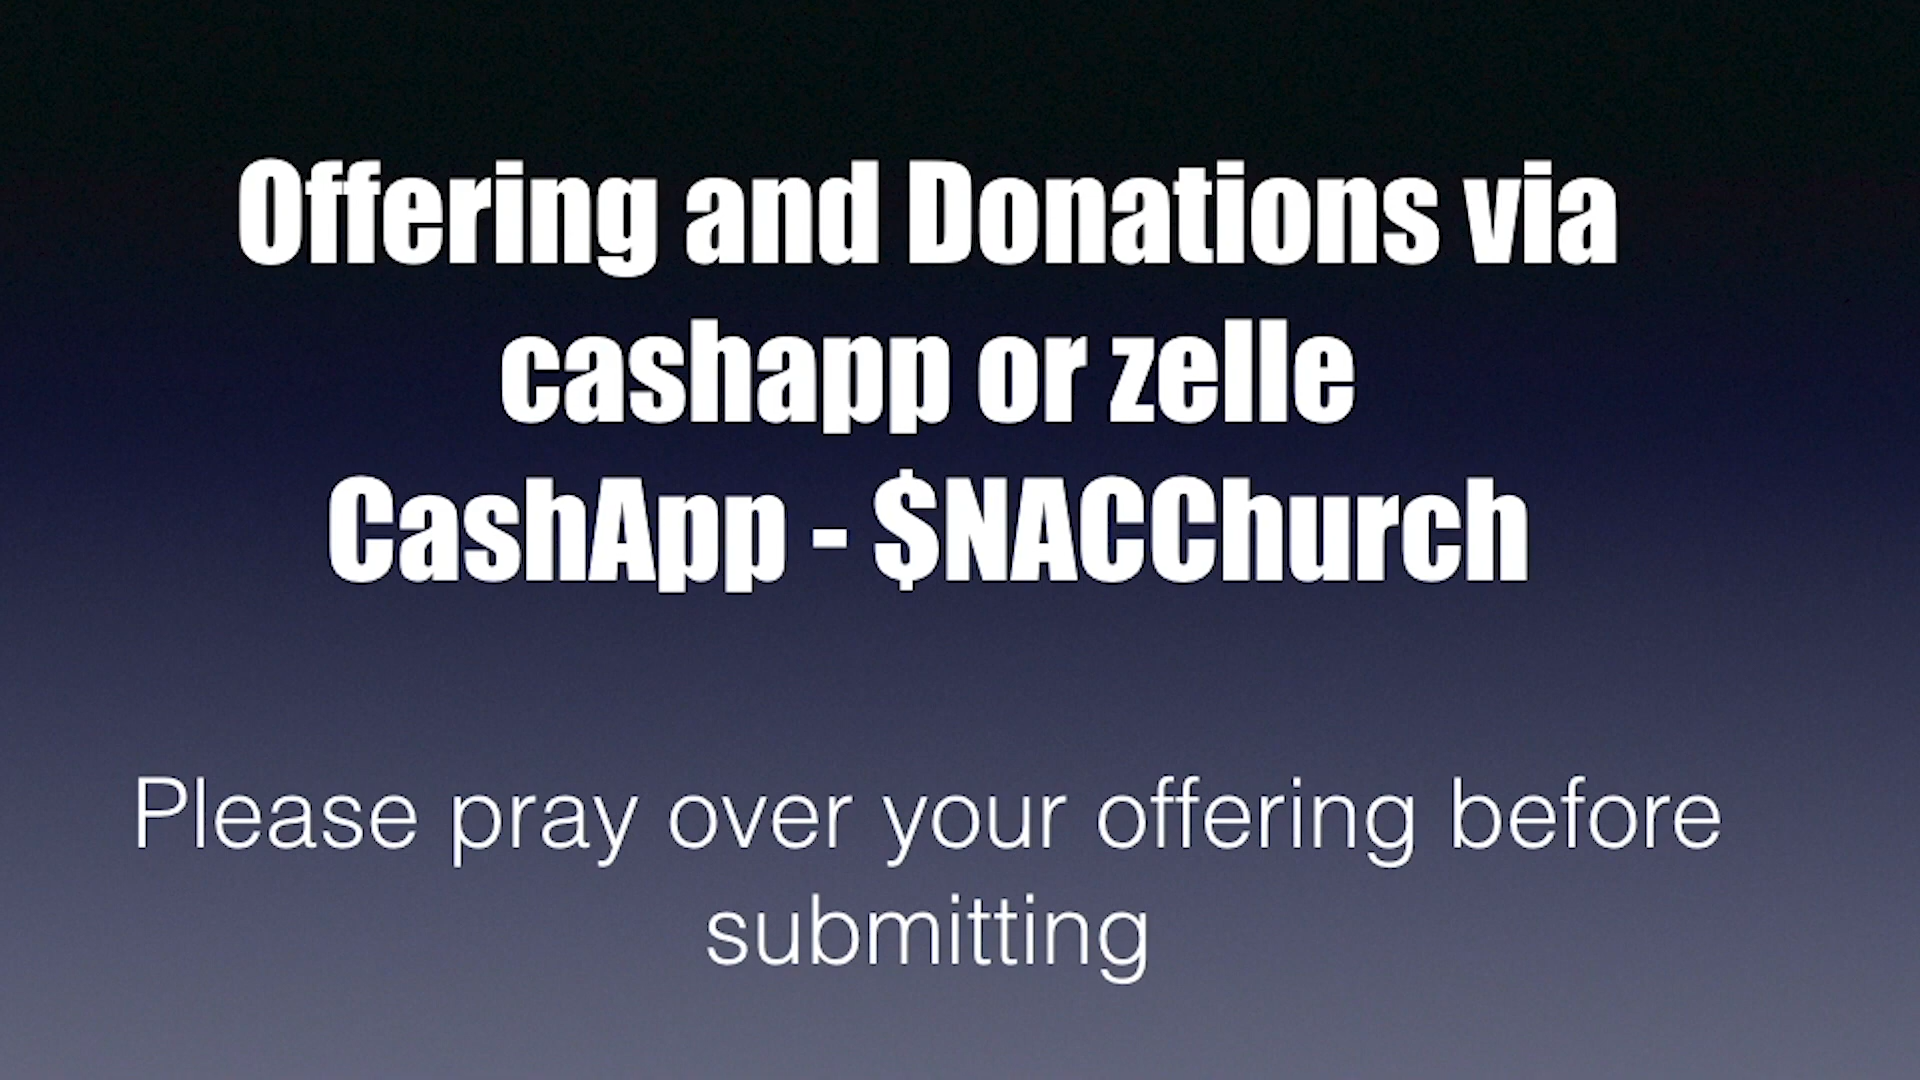 Offering and Donations via
cashapp or zelle
CashApp - $NACChurch
Please pray over your offering before
submitting